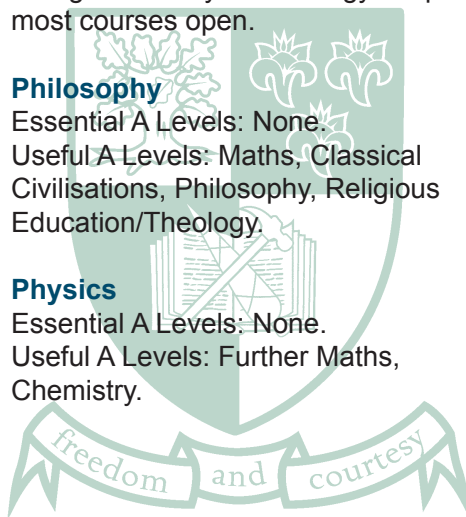 most courses open.
Philosophy
Essential A Levels: None.
Useful A Levels: Maths, Classical
Civilisations, Philosophy, Religious
Education/Theology.
Physics
Essential A Levels: None.
Useful A Levels: Further Maths,
Chemistry.
freedom and courtesy